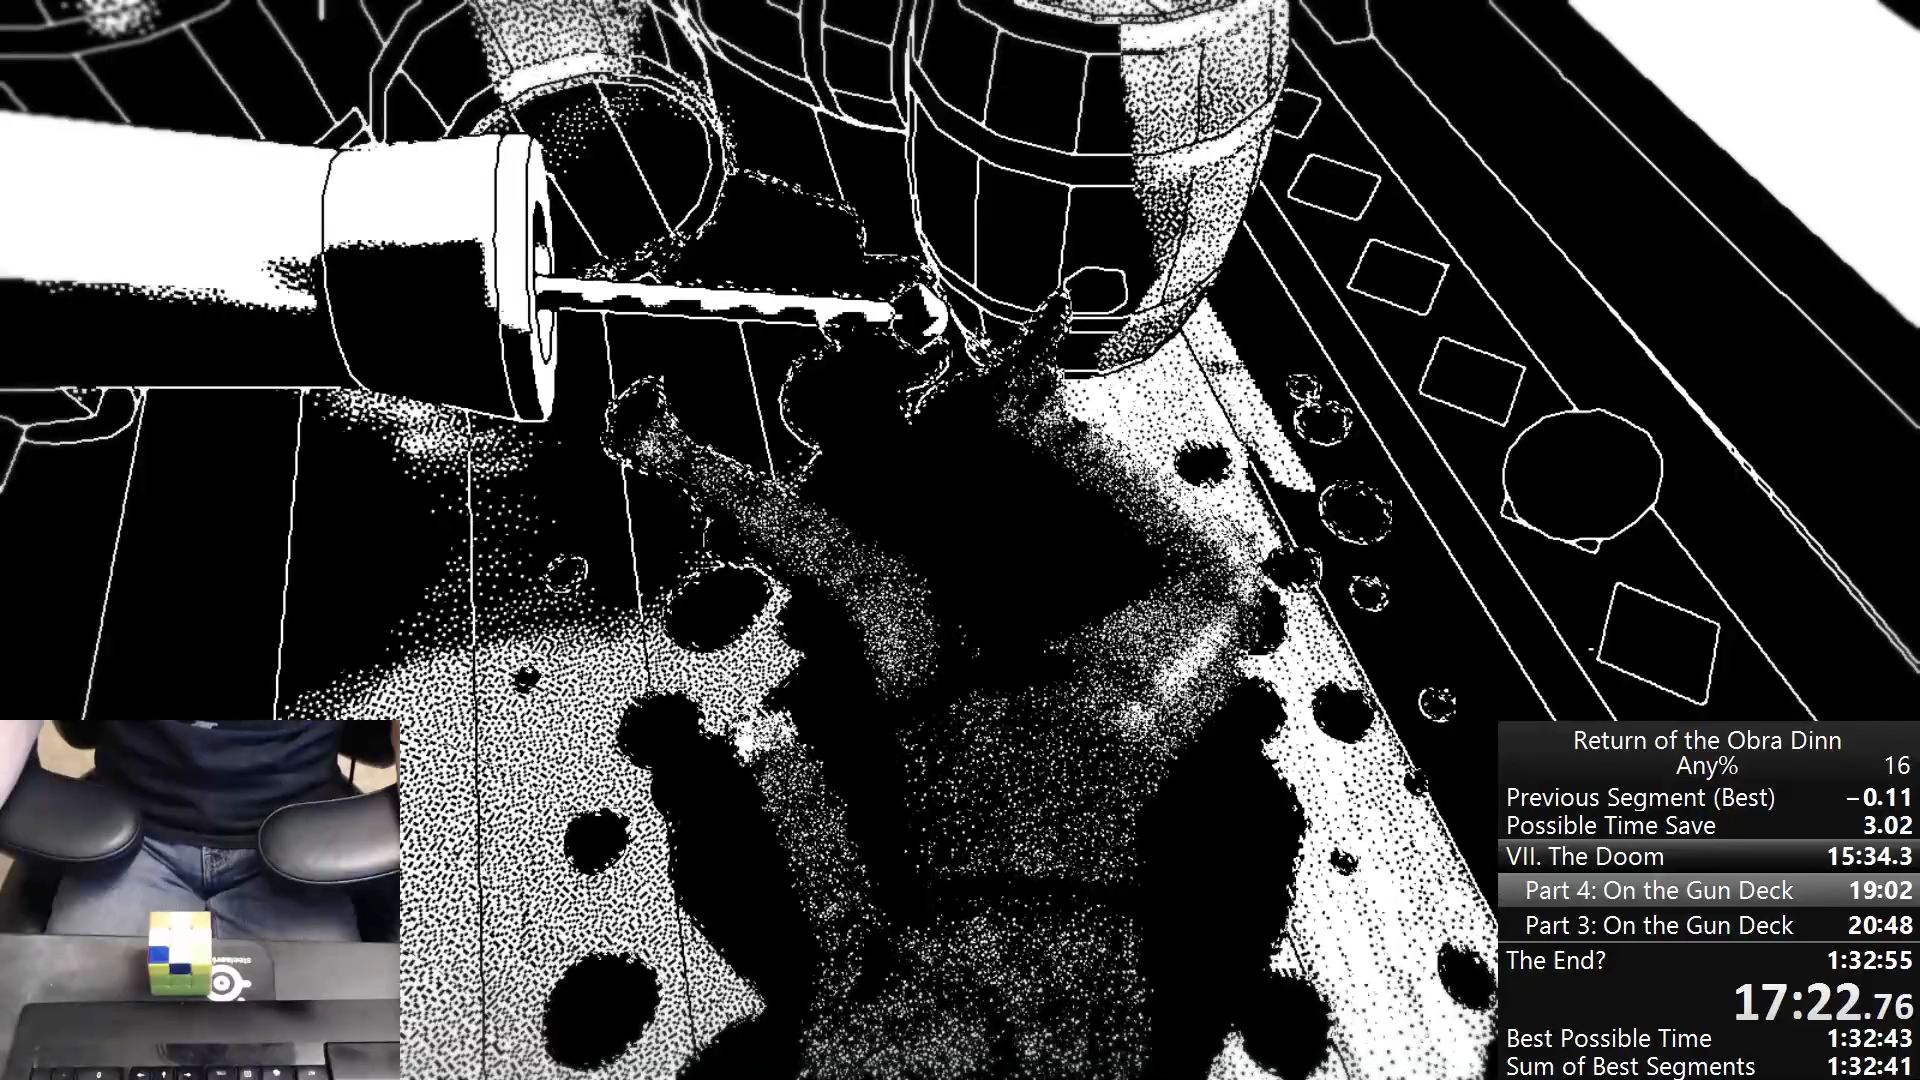 Return of the Obra Dinn
Any% 16
Previous Segment (Best) −0.11
Possible Time Save 3.02
VII. The Doom 15:34.3
Part 4: On the Gun Deck 19:02
Part 3: On the Gun Deck 20:48
The End? 1:32:55
17:22.76
Best Possible Time 1:32:43
Sum of Best Segments 1:32:41
steelseries